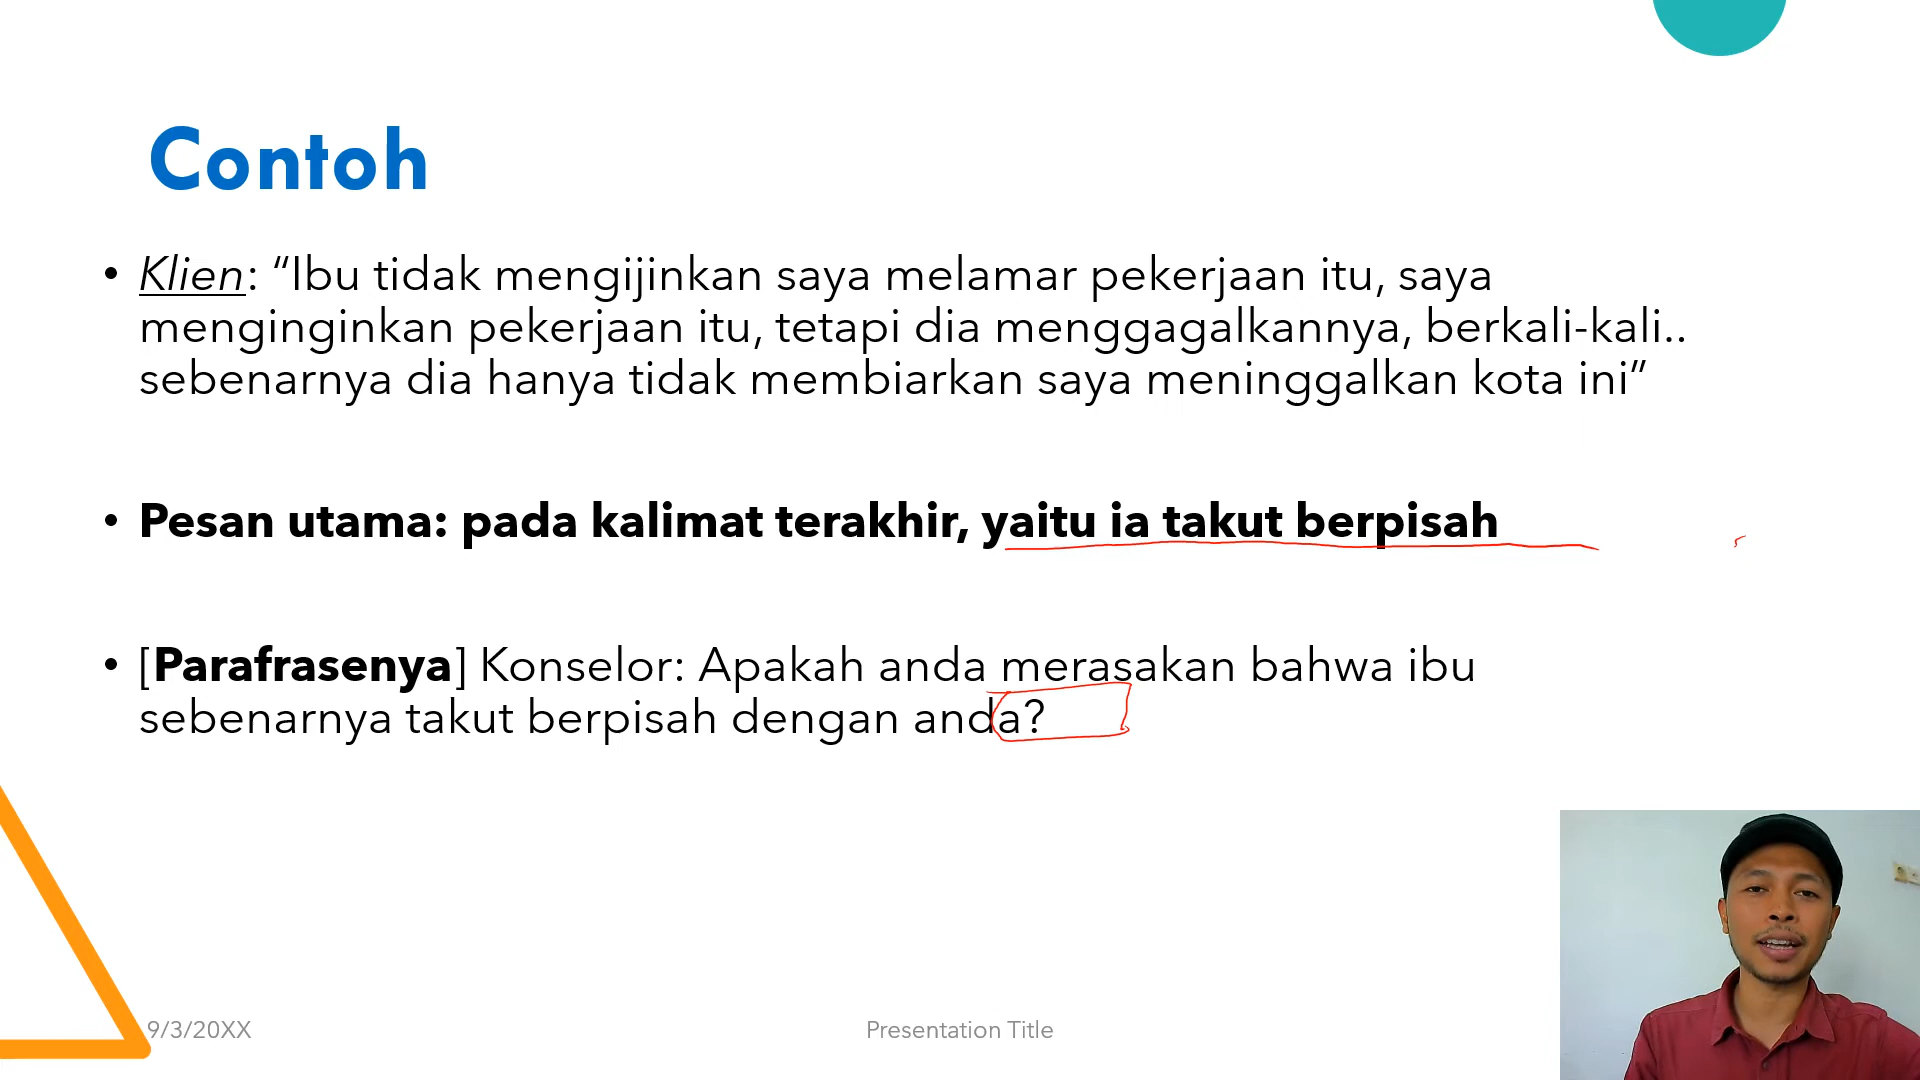 Contoh
• Klien: “Ibu tidak mengijinkan saya melamar pekerjaan itu, saya
menginginkan pekerjaan itu, tetapi dia menggagalkannya, berkali-kali..
sebenarnya dia hanya tidak membiarkan saya meninggalkan kota ini”
• Pesan utama: pada kalimat terakhir, yaitu ia takut berpisah
• [Parafrasenya] Konselor: Apakah anda merasakan bahwa ibu
sebenarnya takut berpisah dengan anda?
9/3/20XX
Presentation Title